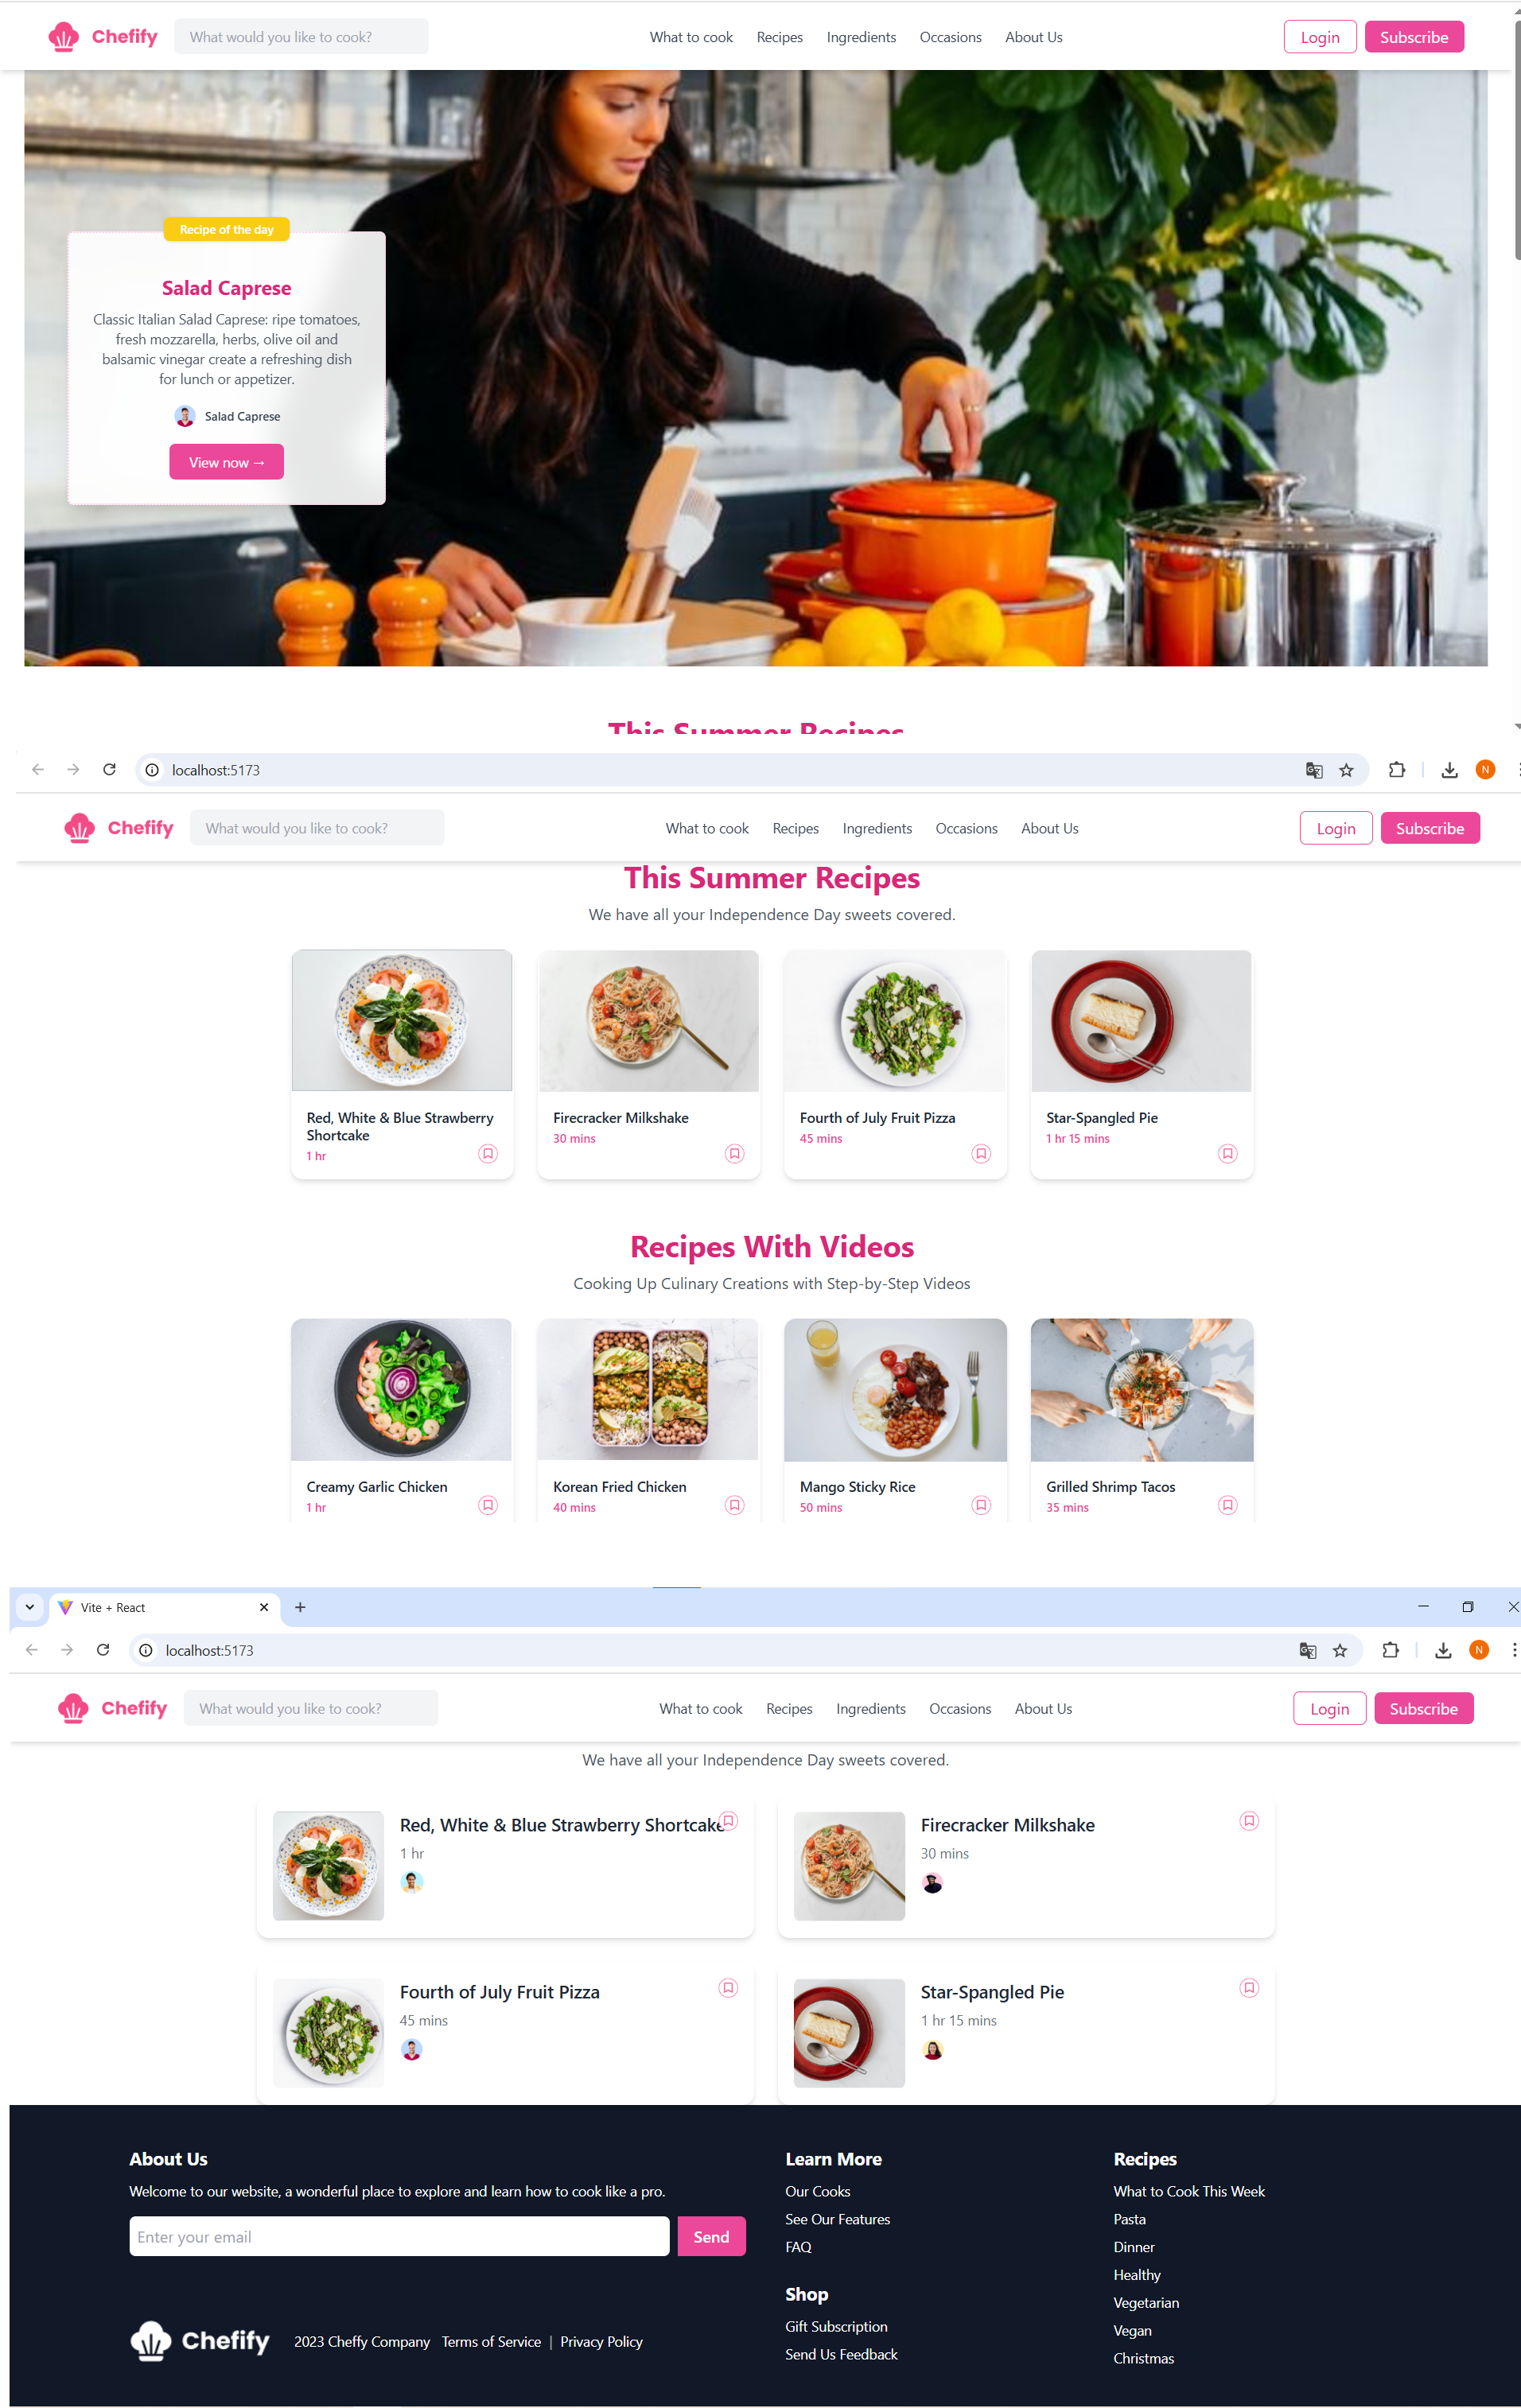 Chefify
What would you like to cook?
What to cook Recipes Ingredients Occasions About Us
Login Subscribe
Recipe of the day
Salad Caprese
Classic Italian Salad Caprese: ripe tomatoes,
fresh mozzarella, herbs, olive oil and
balsamic vinegar create a refreshing dish
for lunch or appetizer.
Salad Caprese
View now →
This Summer Recipes
localhost:5173
N
Chefify
What would you like to cook?
What to cook Recipes Ingredients Occasions About Us
Login Subscribe
This Summer Recipes
We have all your Independence Day sweets covered.
Red, White & Blue Strawberry
Shortcake
1 hr
Firecracker Milkshake
30 mins
Fourth of July Fruit Pizza
45 mins
Star-Spangled Pie
1 hr 15 mins
Recipes With Videos
Cooking Up Culinary Creations with Step-by-Step Videos
Creamy Garlic Chicken
1 hr
Korean Fried Chicken
40 mins
Mango Sticky Rice
50 mins
Grilled Shrimp Tacos
35 mins
Vite + React
localhost:5173
N
Chefify
What would you like to cook?
What to cook Recipes Ingredients Occasions About Us
Login Subscribe
We have all your Independence Day sweets covered.
Red, White & Blue Strawberry Shortcake
1 hr
Firecracker Milkshake
30 mins
Fourth of July Fruit Pizza
45 mins
Star-Spangled Pie
1 hr 15 mins
About Us
Welcome to our website, a wonderful place to explore and learn how to cook like a pro.
Enter your email
Send
Chefify
2023 Cheffy Company Terms of Service | Privacy Policy
Learn More
Our Cooks
See Our Features
FAQ
Shop
Gift Subscription
Send Us Feedback
Recipes
What to Cook This Week
Pasta
Dinner
Healthy
Vegetarian
Vegan
Christmas